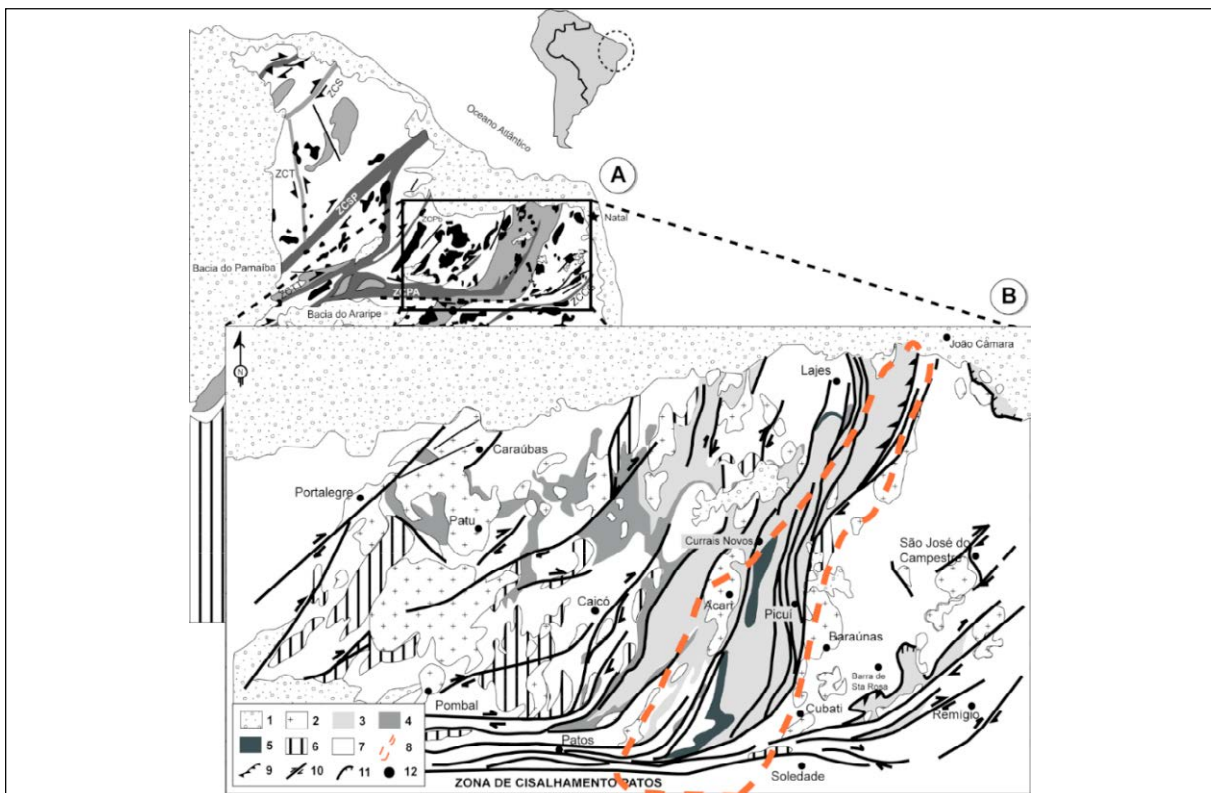 Oceano Atlântico
A
ZCS
ZCT
ZCSP
ZCPb
Natal
Bacia do Parnaíba
ZCPA
Bacia do Araripe
B
N
João Câmara
Lajes
Caraúbas
Portalegre
Patu
Currais Novos
São José do
Campestre
Caicó
Acari
Picuí
Baraúnas
Barra de
Sta Rosa
Pombal
Cubati
Remígio
Patos
Soledade
ZONA DE CISALHAMENTO PATOS
1 2 3 4
5 6 7 8
9 10 11 12